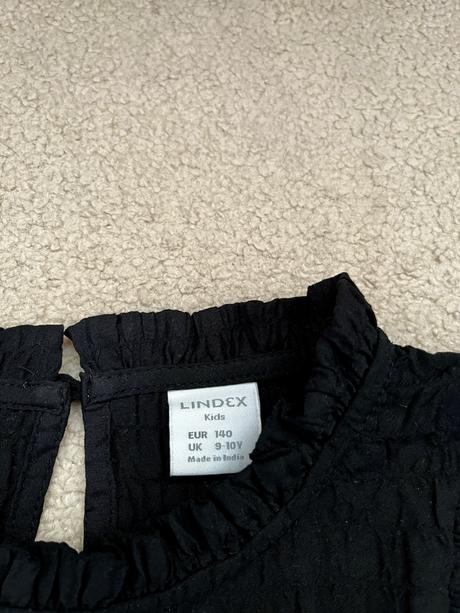 LINDEX
Kids
EUR 140
UK 9-10Y
Made in India